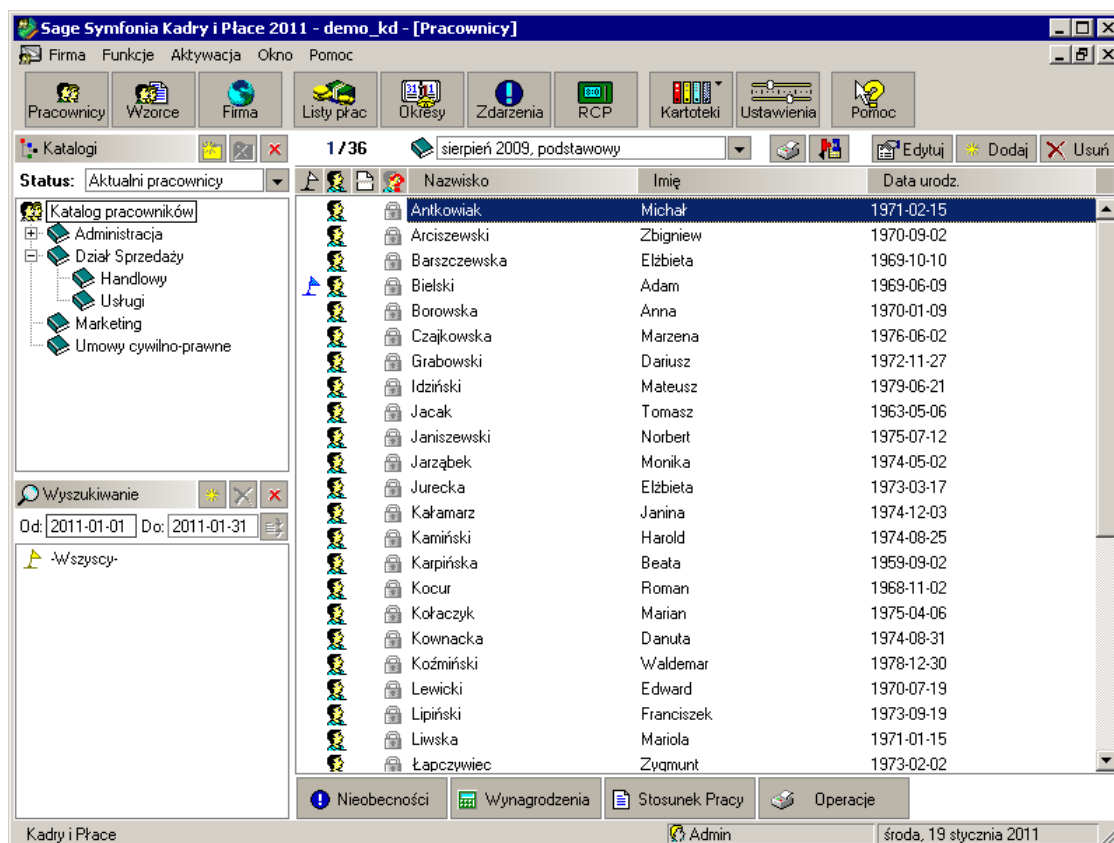 Sage Symfonia Kadry i Płace 2011 - demo_kd - [Pracownicy]
Firma Funkcje Aktywacja Okno Pomoc
Pracownicy Wzorce Firma Listy płac Okresy Zdarzenia RCP Kartoteki Ustawienia Pomoc
Katalogi
1/36 sierpień 2009, podstawowy Edytuj Dodaj Usuń
Status: Aktualni pracownicy
Katalog pracowników
Administracja
Dział Sprzedaży
Handlowy
Usługi
Marketing
Umowy cywilno-prawne
Wyszukiwanie
Od: 2011-01-01 Do: 2011-01-31
-Wszyscy-
Nazwisko Imię Data urodz.
Antkowiak Michał 1971-02-15
Arciszewski Zbigniew 1970-09-02
Barszczewska Elżbieta 1969-10-10
Bielski Adam 1969-06-09
Borowska Anna 1970-01-09
Czajkowska Marzena 1976-06-02
Grabowski Dariusz 1972-11-27
Idziński Mateusz 1979-06-21
Jacak Tomasz 1963-05-06
Janiszewski Norbert 1975-07-12
Jarząbek Monika 1974-05-02
Jurecka Elżbieta 1973-03-17
Kałamarz Janina 1974-12-03
Kamiński Harold 1974-08-25
Karpińska Beata 1959-09-02
Kocur Roman 1968-11-02
Kołaczyk Marian 1975-04-06
Kownacka Danuta 1974-08-31
Koźmiński Waldemar 1978-12-30
Lewicki Edward 1970-07-19
Lipiński Franciszek 1973-09-19
Liwska Mariola 1971-01-15
Łapczywiec Zygmunt 1973-02-02
Nieobecności Wynagrodzenia Stosunek Pracy Operacje
Kadry i Płace Admin środa, 19 stycznia 2011